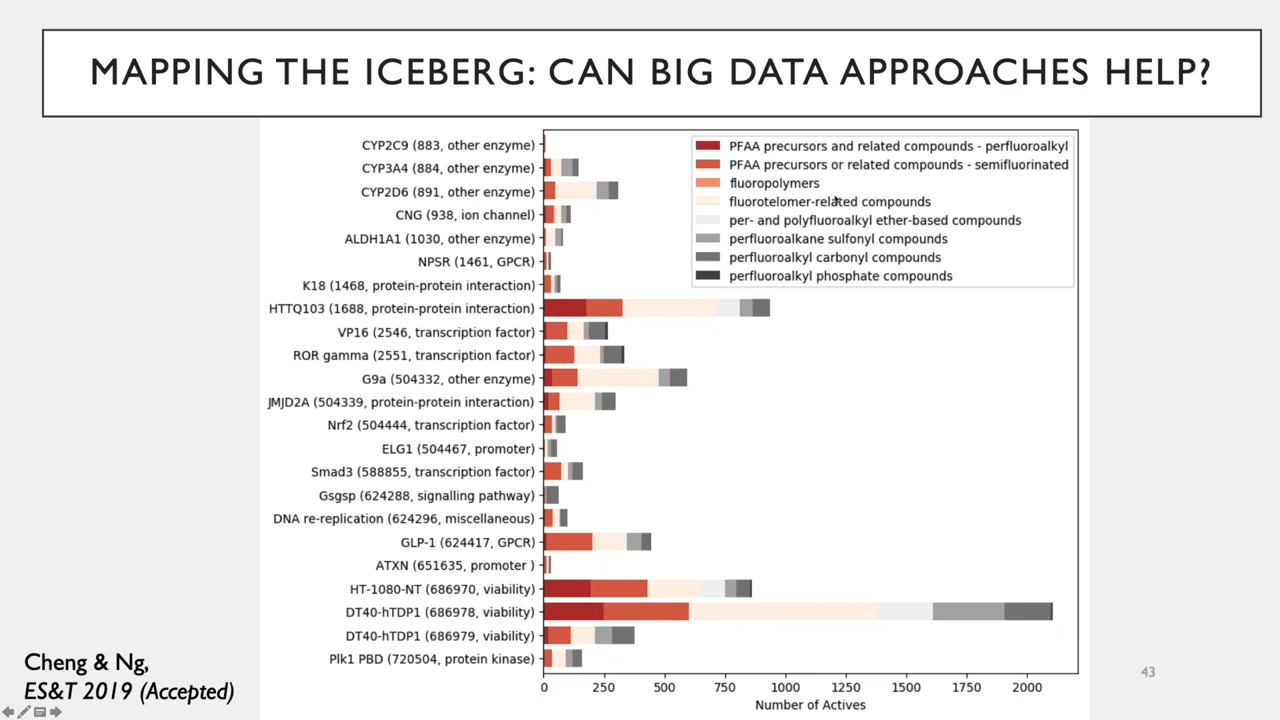 MAPPING THE ICEBERG: CAN BIG DATA APPROACHES HELP?
CYP2C9 (883, other enzyme)
CYP3A4 (884, other enzyme)
CYP2D6 (891, other enzyme)
CNG (938, ion channel)
ALDH1A1 (1030, other enzyme)
NPSR (1461, GPCR)
K18 (1468, protein-protein interaction)
HTTQ103 (1688, protein-protein interaction)
VP16 (2546, transcription factor)
ROR gamma (2551, transcription factor)
G9a (504332, other enzyme)
JMJD2A (504339, protein-protein interaction)
Nrf2 (504444, transcription factor)
ELG1 (504467, promoter)
Smad3 (588855, transcription factor)
Gsgsp (624288, signalling pathway)
DNA re-replication (624296, miscellaneous)
GLP-1 (624417, GPCR)
ATXN (651635, promoter )
HT-1080-NT (686970, viability)
DT40-hTDP1 (686978, viability)
DT40-hTDP1 (686979, viability)
Plk1 PBD (720504, protein kinase)
PFAA precursors and related compounds - perfluoroalkyl
PFAA precursors or related compounds - semifluorinated
fluoropolymers
fluorotelomer-related compounds
per- and polyfluoroalkyl ether-based compounds
perfluoroalkane sulfonyl compounds
perfluoroalkyl carbonyl compounds
perfluoroalkyl phosphate compounds
0 250 500 750 1000 1250 1500 1750 2000
Number of Actives
Cheng & Ng,
ES&T 2019 (Accepted)
43